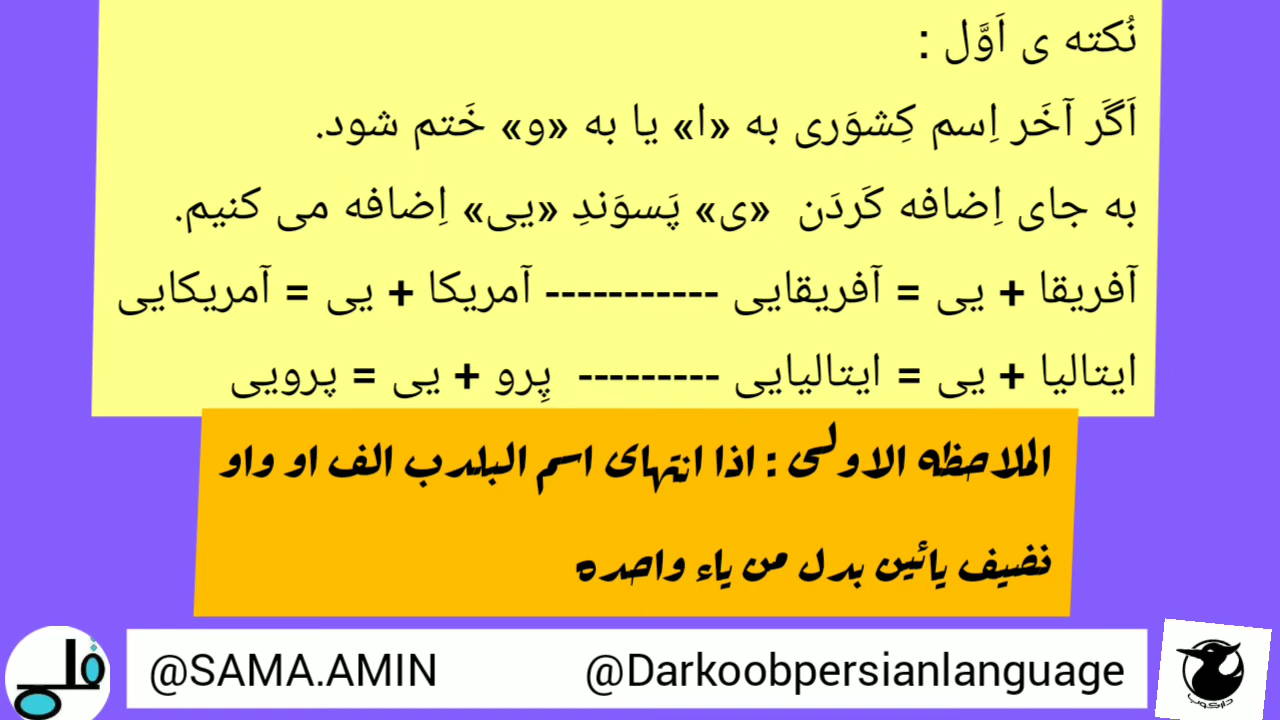 نُکته ی اَوَّل :
اَگَر آخَر اِسم کِشوَری به «ا» یا به «و» خَتم شود.
به جای اِضافه کَردَن «ی» پَسوَندِ «یی» اِضافه می کنیم.
آفریقا + یی = آفریقایی ----------- آمریکا + یی = آمریکایی
ایتالیا + یی = ایتالیایی --------- پِرو + یی = پرویی
الملاحظه الاولی : اذا انتهای اسم البلدب الف او واو
نضیف یائین بدل من یاء واحده
@SAMA.AMIN @Darkoobpersianlanguage
دارکوب